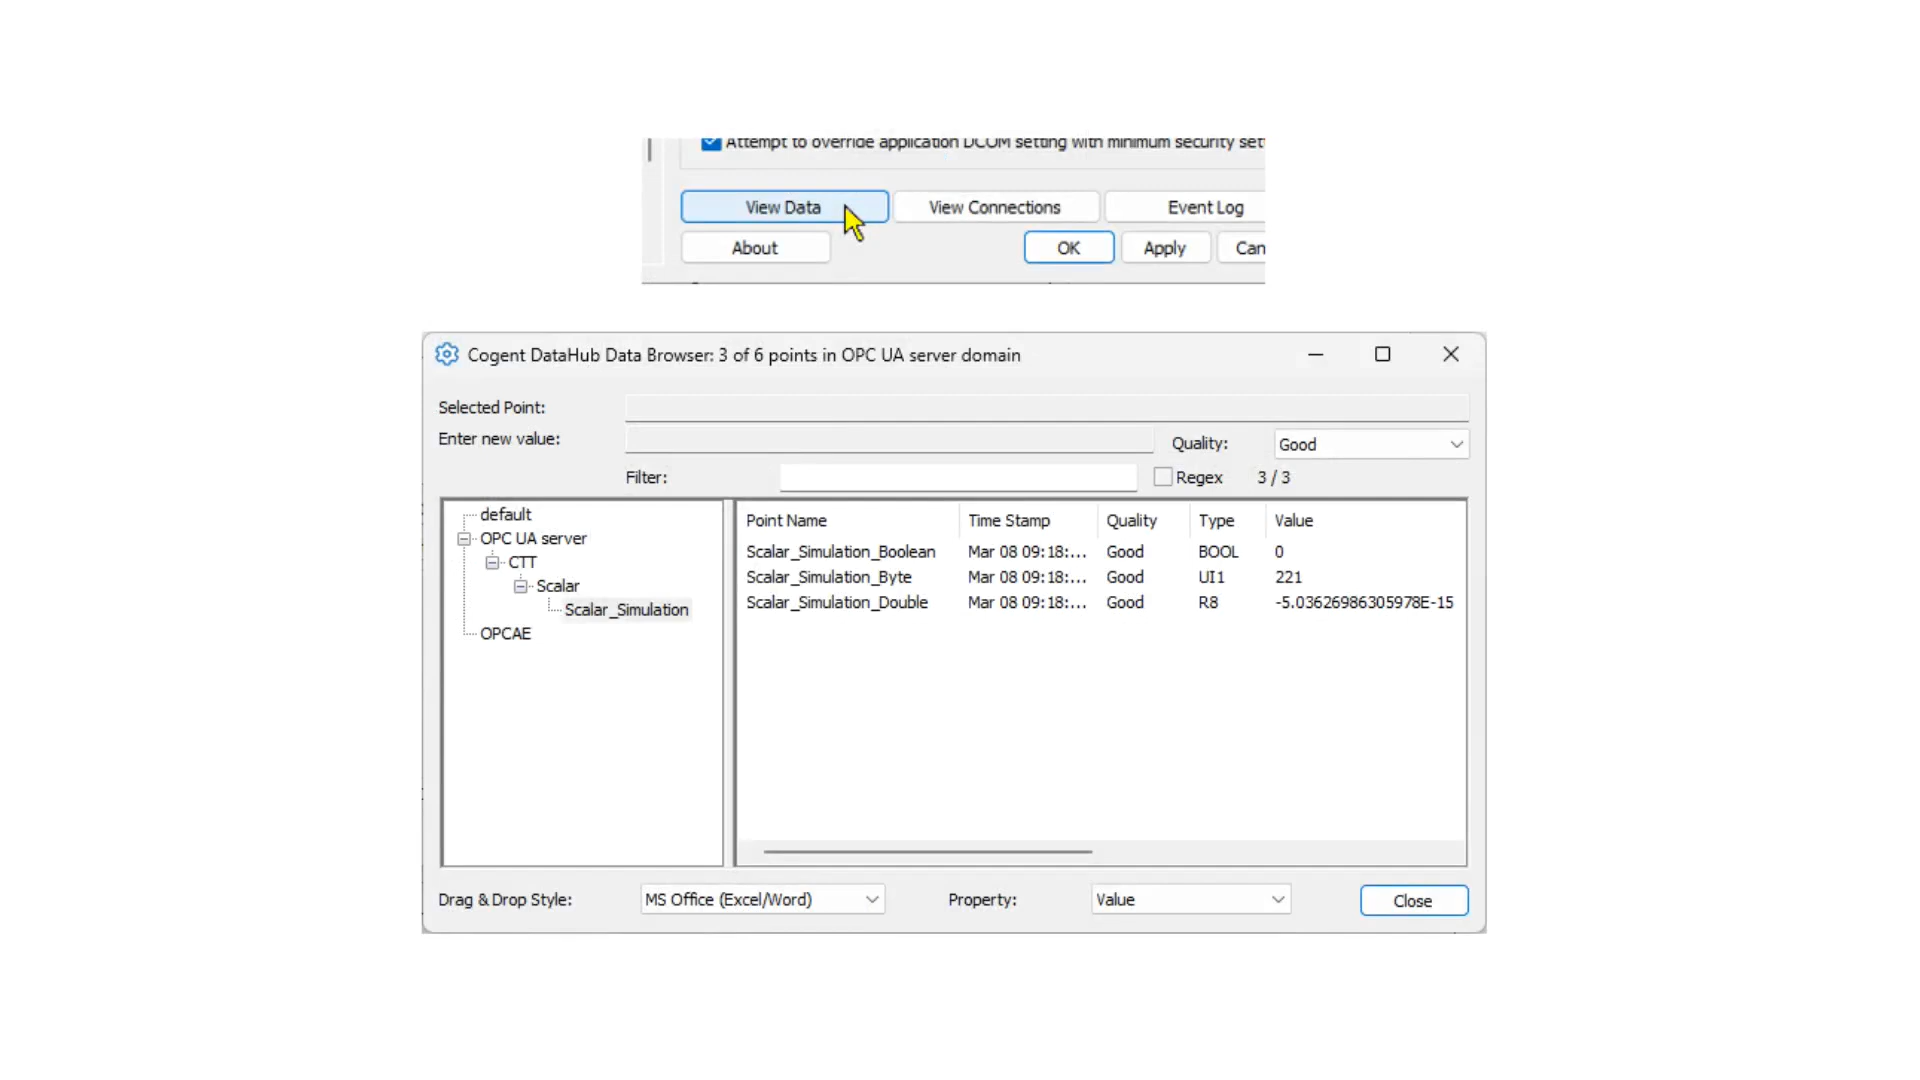 Attempt to override application DCOM setting with minimum security set
View Data View Connections Event Log
About OK Apply Can
Cogent DataHub Data Browser: 3 of 6 points in OPC UA server domain
Selected Point:
Enter new value: Quality: Good
Filter: Regex 3 / 3
default
OPC UA server
CTT
Scalar
Scalar_Simulation
OPCAE
Point Name Time Stamp Quality Type Value
Scalar_Simulation_Boolean Mar 08 09:18:... Good BOOL 0
Scalar_Simulation_Byte Mar 08 09:18:... Good UI1 221
Scalar_Simulation_Double Mar 08 09:18:... Good R8 -5.03626986305978E-15
Drag & Drop Style: MS Office (Excel/Word) Property: Value Close